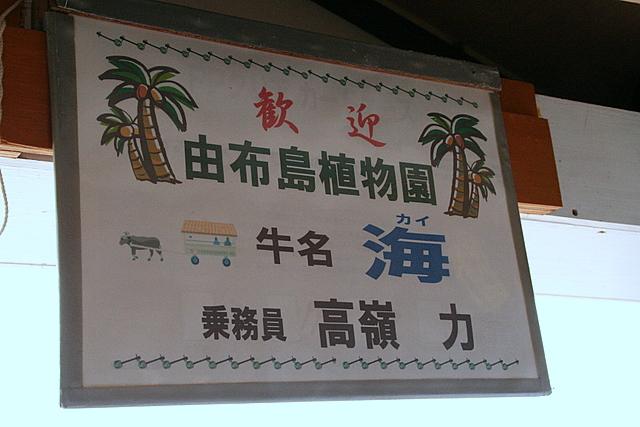 歓迎
由布島植物園
カイ
牛名 海
乗務員 高嶺 力